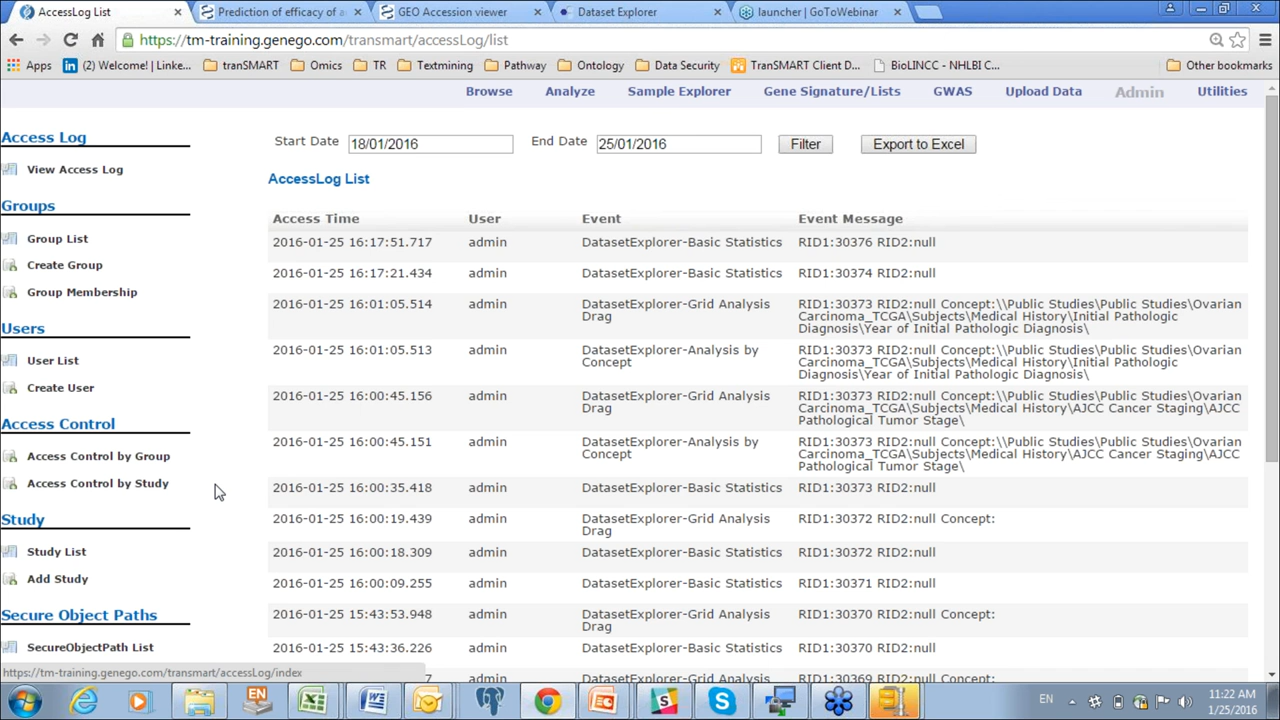 AccessLog List
Prediction of efficacy of an
GEO Accession viewer
Dataset Explorer
launcher | GoToWebinar
https://tm-training.genego.com/transmart/accessLog/list
Apps
(2) Welcome! | Linke...
tranSMART
Omics
TR
Textmining
Pathway
Ontology
Data Security
TranSMART Client D...
BioLINCC - NHLBI C...
Other bookmarks
Browse
Analyze
Sample Explorer
Gene Signature/Lists
GWAS
Upload Data
Admin
Utilities
Access Log
View Access Log
Groups
Group List
Create Group
Group Membership
Users
User List
Create User
Access Control
Access Control by Group
Access Control by Study
Study
Study List
Add Study
Secure Object Paths
SecureObjectPath List
Start Date 18/01/2016 End Date 25/01/2016 Filter Export to Excel
AccessLog List
Access Time User Event Event Message
2016-01-25 16:17:51.717 admin DatasetExplorer-Basic Statistics RID1:30376 RID2:null
2016-01-25 16:17:21.434 admin DatasetExplorer-Basic Statistics RID1:30374 RID2:null
2016-01-25 16:01:05.514 admin DatasetExplorer-Grid Analysis RID1:30373 RID2:null Concept:\\Public Studies\Public Studies\Ovarian
Drag Carcinoma_TCGA\Subjects\Medical History\Initial Pathologic
Diagnosis\Year of Initial Pathologic Diagnosis\
2016-01-25 16:01:05.513 admin DatasetExplorer-Analysis by RID1:30373 RID2:null Concept:\\Public Studies\Public Studies\Ovarian
Concept Carcinoma_TCGA\Subjects\Medical History\Initial Pathologic
Diagnosis\Year of Initial Pathologic Diagnosis\
2016-01-25 16:00:45.156 admin DatasetExplorer-Grid Analysis RID1:30373 RID2:null Concept:\\Public Studies\Public Studies\Ovarian
Drag Carcinoma_TCGA\Subjects\Medical History\AJCC Cancer Staging\AJCC
Pathological Tumor Stage\
2016-01-25 16:00:45.151 admin DatasetExplorer-Analysis by RID1:30373 RID2:null Concept:\\Public Studies\Public Studies\Ovarian
Concept Carcinoma_TCGA\Subjects\Medical History\AJCC Cancer Staging\AJCC
Pathological Tumor Stage\
2016-01-25 16:00:35.418 admin DatasetExplorer-Basic Statistics RID1:30373 RID2:null
2016-01-25 16:00:19.439 admin DatasetExplorer-Grid Analysis RID1:30372 RID2:null Concept:
Drag
2016-01-25 16:00:18.309 admin DatasetExplorer-Basic Statistics RID1:30372 RID2:null
2016-01-25 16:00:09.255 admin DatasetExplorer-Basic Statistics RID1:30371 RID2:null
2016-01-25 15:43:53.948 admin DatasetExplorer-Grid Analysis RID1:30370 RID2:null Concept:
Drag
2016-01-25 15:43:36.226 admin DatasetExplorer-Basic Statistics RID1:30370 RID2:null
7 admin DatasetExplorer-Grid Analysis RID1:30369 RID2:null Concept:
https://tm-training.genego.com/transmart/accessLog/index
EN
EN
11:22 AM
1/25/2016